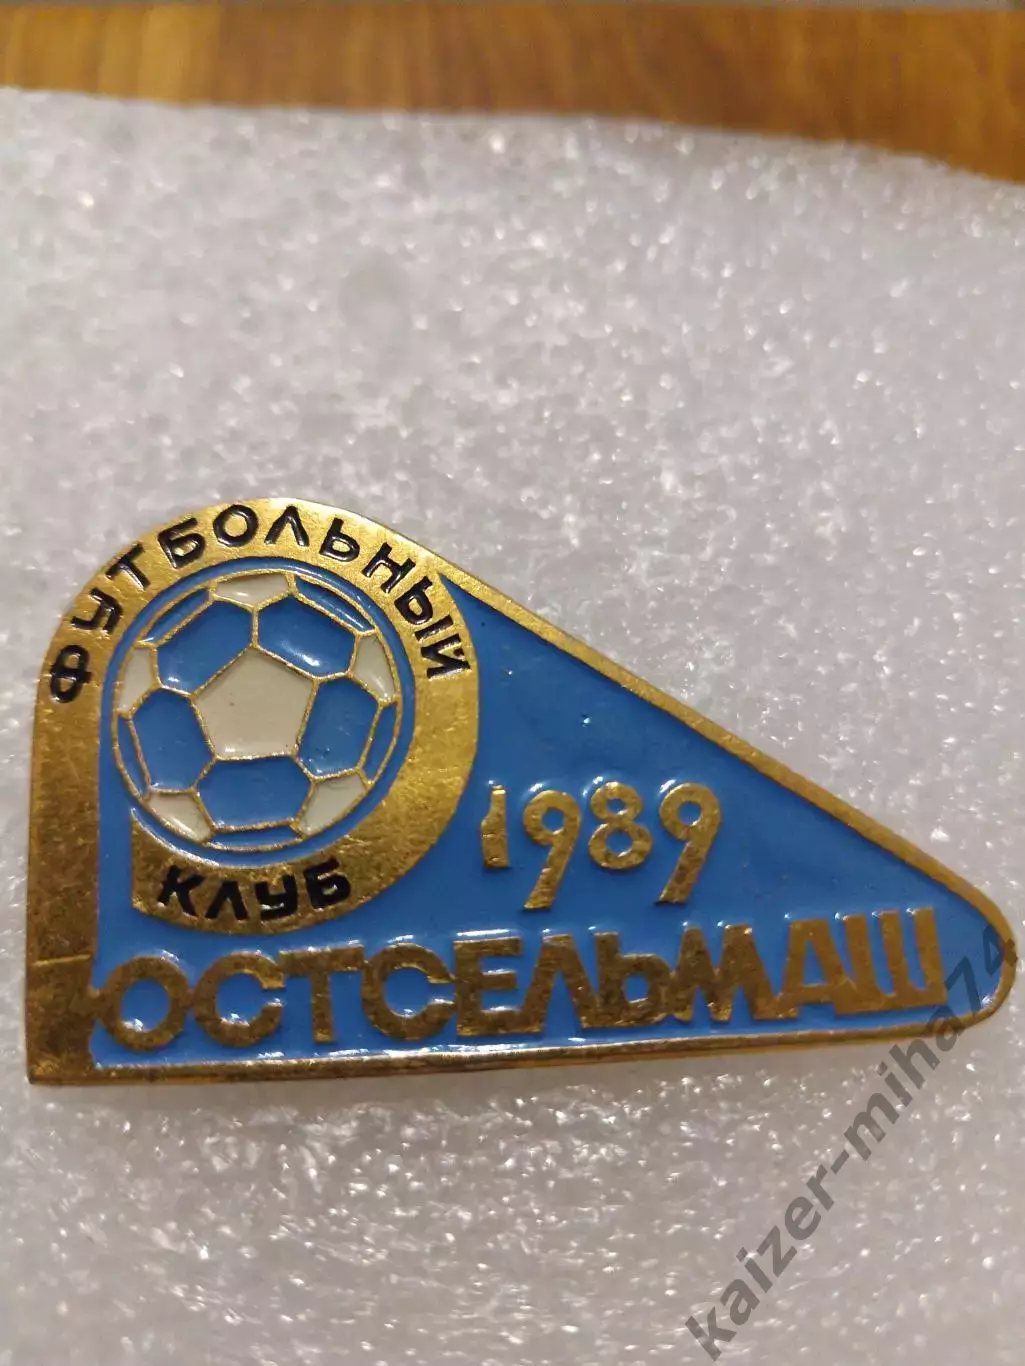 ФУТБОЛЬНЫЙ
КЛУБ
1989
РОСТСЕЛЬМАШ
kaizer-miha74